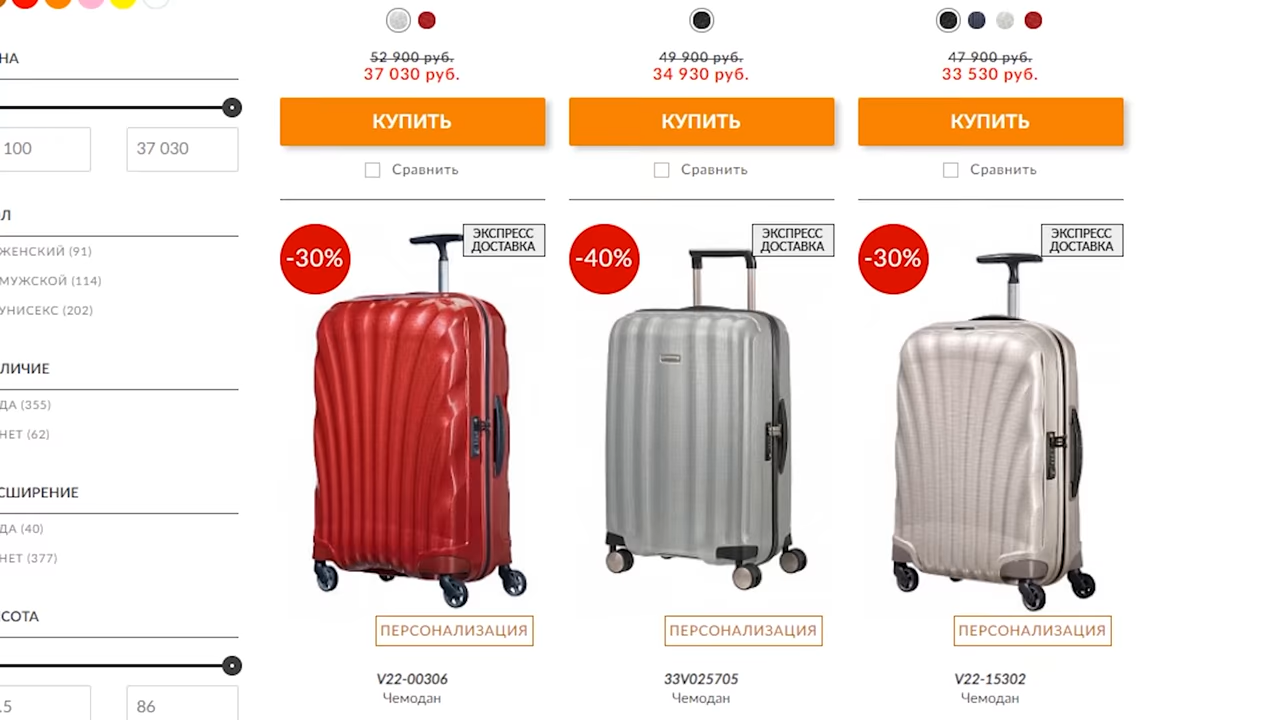 52 900 руб.
37 030 руб.
КУПИТЬ
Сравнить
49 900 руб.
34 930 руб.
КУПИТЬ
Сравнить
47 900 руб.
33 530 руб.
КУПИТЬ
Сравнить
НА
100
37 030
ОЛ
ЖЕНСКИЙ (91)
МУЖСКОЙ (114)
УНИСЕКС (202)
ЛИЧИЕ
ДА (355)
НЕТ (62)
СШИРЕНИЕ
ДА (40)
НЕТ (377)
СОТА
.5
86
-30%
ЭКСПРЕСС
ДОСТАВКА
ПЕРСОНАЛИЗАЦИЯ
V22-00306
Чемодан
-40%
ЭКСПРЕСС
ДОСТАВКА
ПЕРСОНАЛИЗАЦИЯ
33V025705
Чемодан
-30%
ЭКСПРЕСС
ДОСТАВКА
ПЕРСОНАЛИЗАЦИЯ
V22-15302
Чемодан